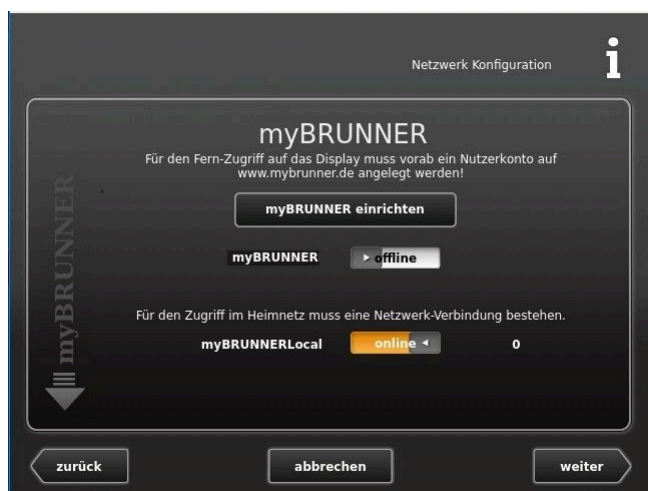 Netzwerk Konfiguration
i
myBRUNNER
Für den Fern-Zugriff auf das Display muss vorab ein Nutzerkonto auf
www.mybrunner.de angelegt werden!
myBRUNNER einrichten
myBRUNNER offline
Für den Zugriff im Heimnetz muss eine Netzwerk-Verbindung bestehen.
myBRUNNERLocal online 0
myBRUNNER
zurück abbrechen weiter